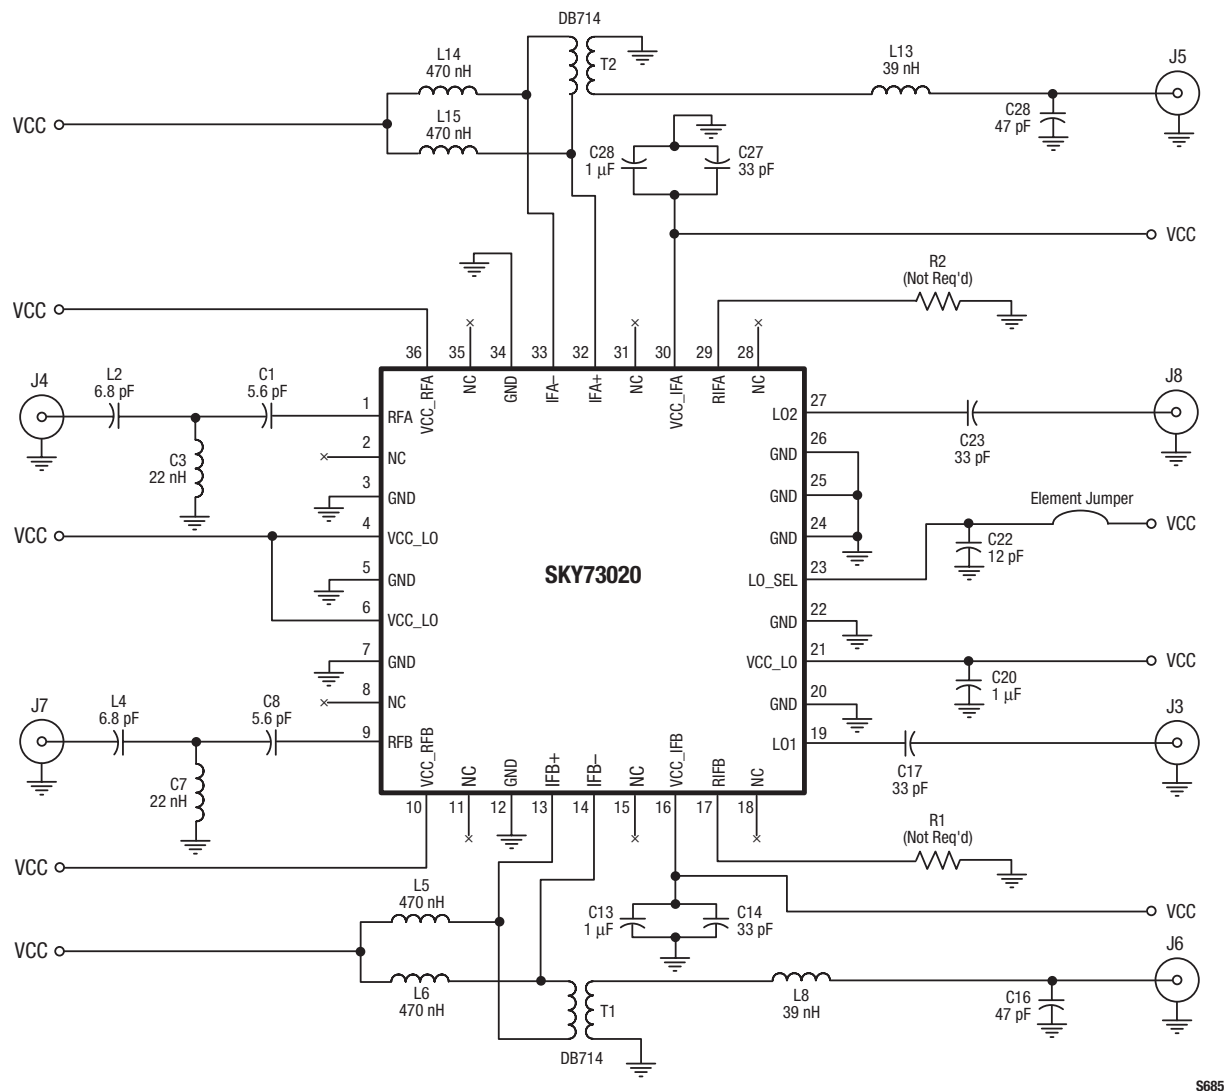 DB714
T2
L14
470 nH
L15
470 nH
L13
39 nH
J5
C28
47 pF
VCC
C28
1 μF
C27
33 pF
VCC
R2
(Not Req'd)
VCC
36
35
34
33
32
31
30
29
28
VCC_RFA
NC
GND
IFA–
IFA+
NC
VCC_IFA
RIFA
NC
J4
L2
6.8 pF
C1
5.6 pF
C3
22 nH
1
RFA
2
NC
3
GND
VCC
4
VCC_LO
5
GND
6
VCC_LO
7
GND
8
NC
9
RFB
J7
L4
6.8 pF
C8
5.6 pF
C7
22 nH
SKY73020
27
LO2
C23
33 pF
J8
26
GND
25
GND
24
GND
23
LO_SEL
Element Jumper
VCC
C22
12 pF
22
GND
21
VCC_LO
VCC
C20
1 μF
20
GND
19
LO1
C17
33 pF
J3
VCC_RFB
NC
GND
IFB+
IFB–
NC
VCC_IFB
RIFB
NC
10
11
12
13
14
15
16
17
18
R1
(Not Req'd)
VCC
L5
470 nH
VCC
L6
470 nH
C13
1 μF
C14
33 pF
VCC
T1
DB714
L8
39 nH
C16
47 pF
J6
S685